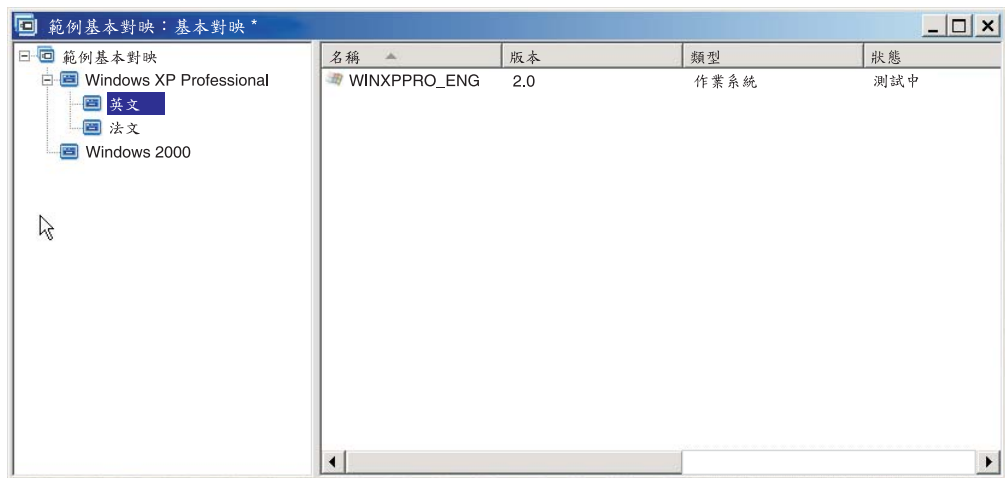 範例基本對映：基本對映 *
範例基本對映
Windows XP Professional
英文
法文
Windows 2000
名稱 版本 類型 狀態
WINXPPRO_ENG 2.0 作業系統 測試中